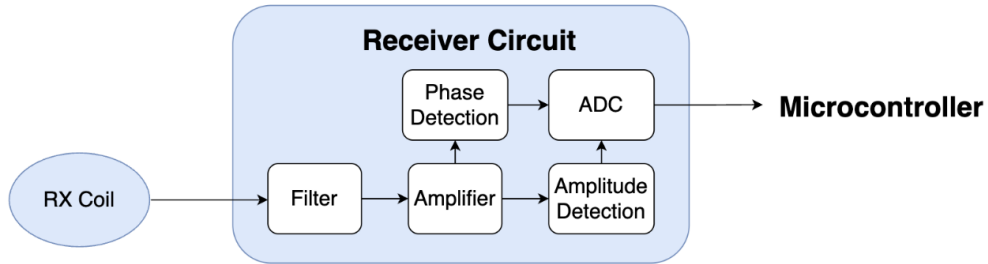 Receiver Circuit
Phase
Detection
ADC
Microcontroller
RX Coil
Filter
Amplifier
Amplitude
Detection